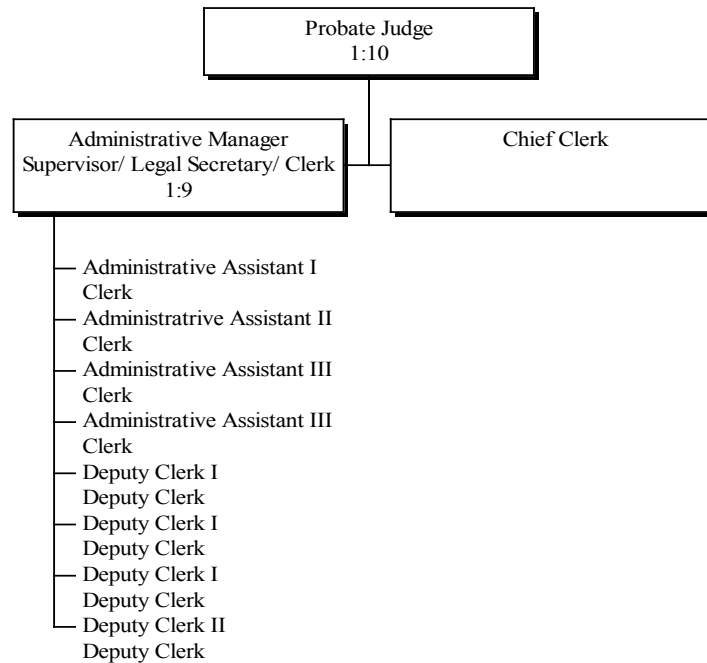 Probate Judge
1:10
Administrative Manager
Supervisor/ Legal Secretary/ Clerk
1:9
Chief Clerk
Administrative Assistant I
Clerk
Administratrive Assistant II
Clerk
Administrative Assistant III
Clerk
Administrative Assistant III
Clerk
Deputy Clerk I
Deputy Clerk
Deputy Clerk I
Deputy Clerk
Deputy Clerk I
Deputy Clerk
Deputy Clerk II
Deputy Clerk